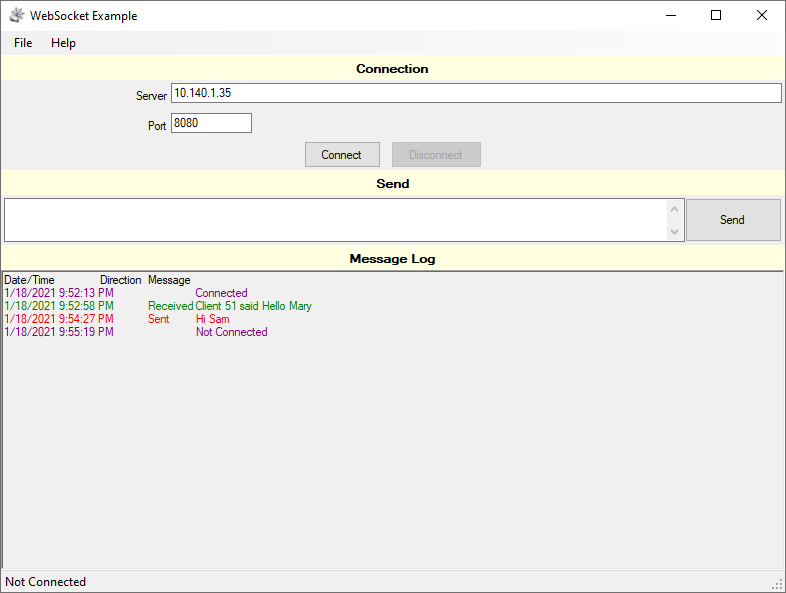 WebSocket Example
File Help
Connection
Server 10.140.1.35
Port 8080
Connect Disconnect
Send
Send
Message Log
Date/Time Direction Message
1/18/2021 9:52:13 PM Connected
1/18/2021 9:52:58 PM Received Client 51 said Hello Mary
1/18/2021 9:54:27 PM Sent Hi Sam
1/18/2021 9:55:19 PM Not Connected
Not Connected